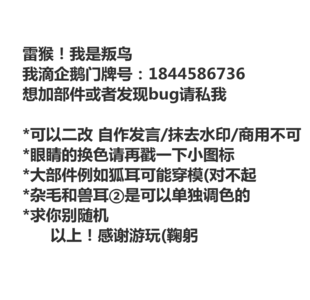 雷猴！我是叛鸟
我滴企鹅门牌号：1844586736
想加部件或者发现bug请私我
*可以二改 自作发言/抹去水印/商用不可
*眼睛的换色请再戳一下小图标
*大部件例如狐耳可能穿模(对不起
*杂毛和兽耳②是可以单独调色的
*求你别随机
以上！感谢游玩(鞠躬